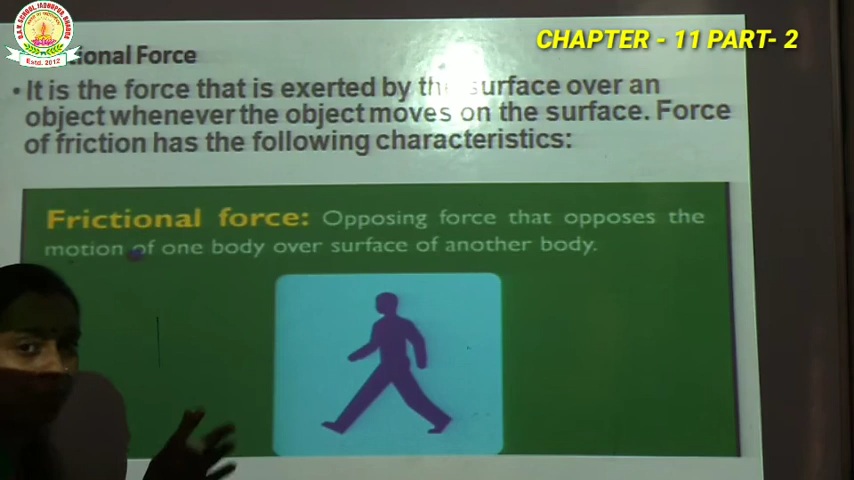 CHAPTER - 11 PART- 2
Force
• It is the force that is exerted by the surface over an
object whenever the object moves on the surface. Force
of friction has the following characteristics:
Frictional force: Opposing force that opposes the
motion of one body over surface of another body.
Estd. 2012